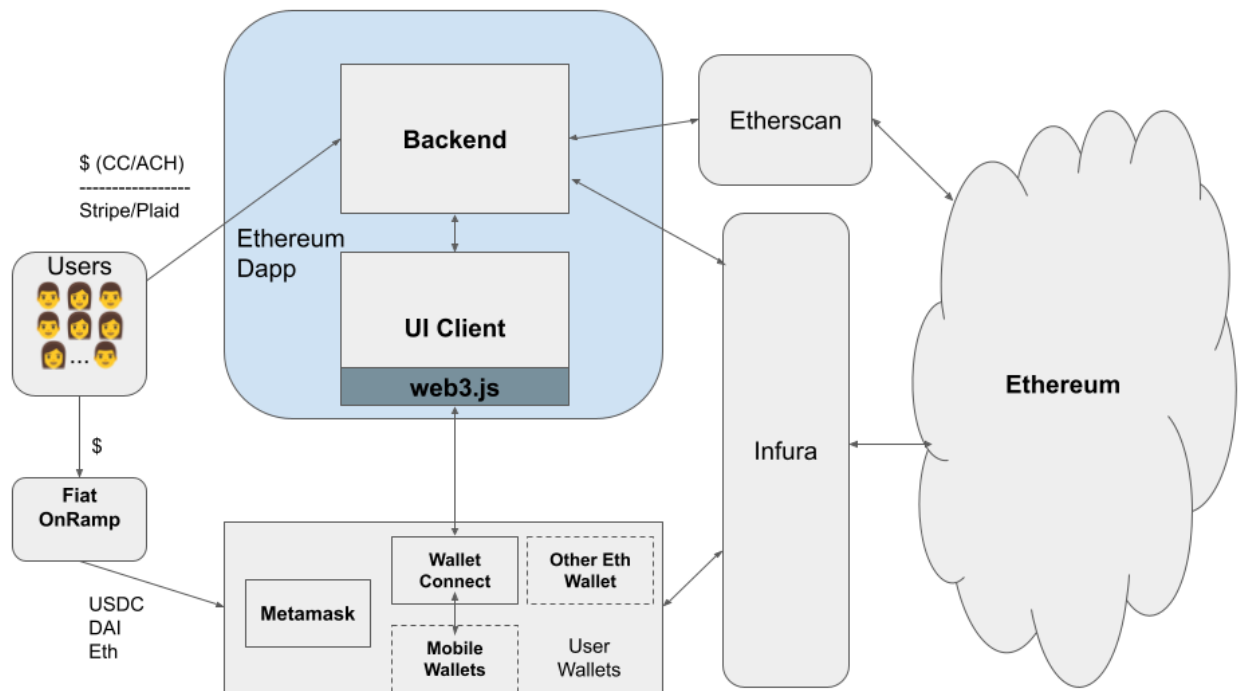 Backend
Etherscan
$ (CC/ACH)
-----------------
Stripe/Plaid
Ethereum
Dapp
Users
...
UI Client
web3.js
Ethereum
$
Infura
Fiat
OnRamp
Wallet
Connect
Other Eth
Wallet
Metamask
USDC
DAI
Eth
Mobile
Wallets
User
Wallets